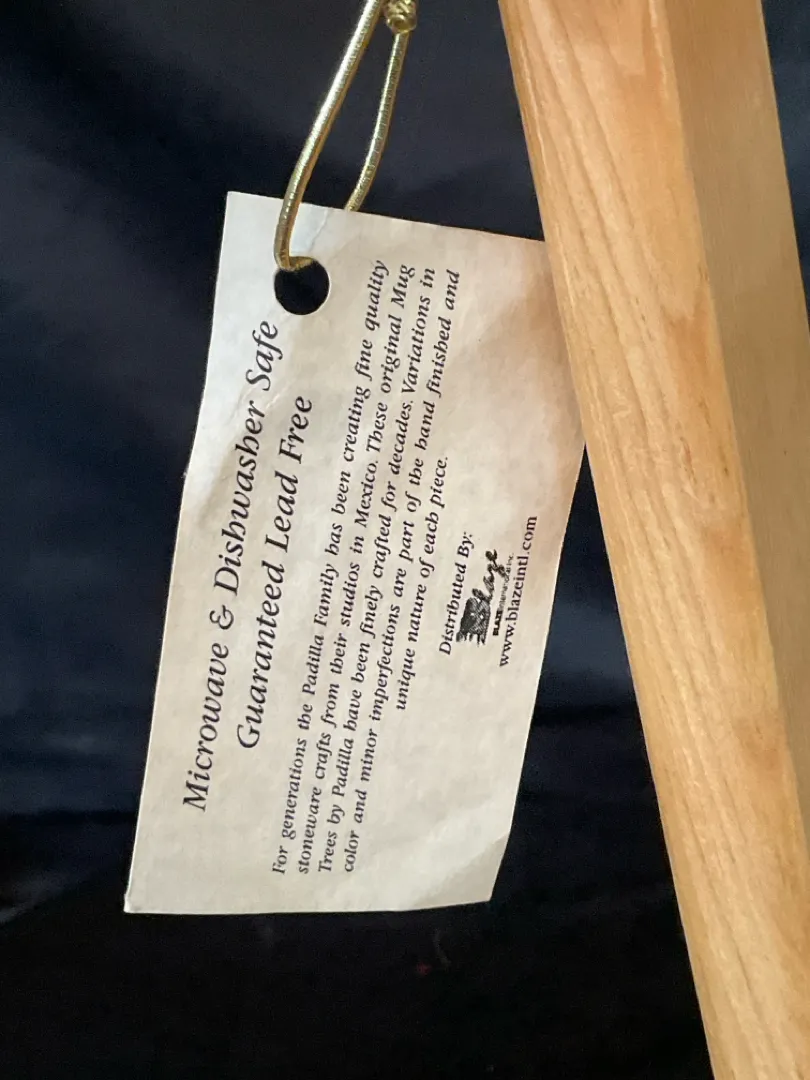 Microwave & Dishwasher Safe
Guaranteed Lead Free
For generations the Padilla Family has been creating fine quality
stoneware crafts from their studios in Mexico. These original Mug
Trees by Padilla have been finely crafted for decades. Variations in
color and minor imperfections are part of the hand finished and
unique nature of each piece.
Distributed By:
Blaze
BLAZE International Inc.
www.blazeintl.com